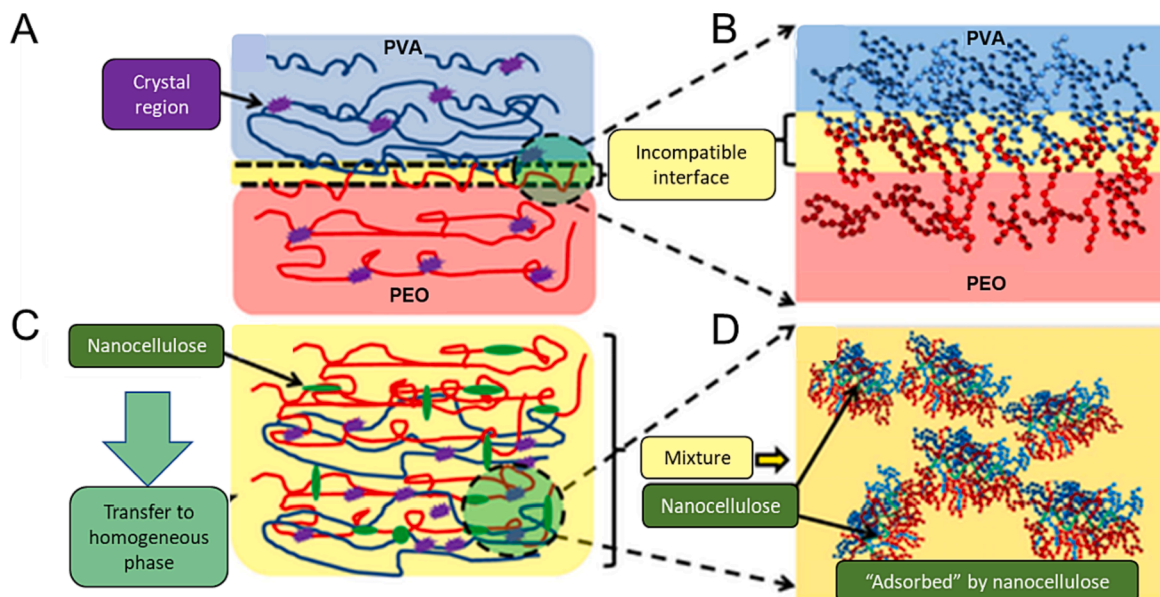 A
PVA
Crystal
region
PEO
B
PVA
Incompatible
interface
PEO
C
Nanocellulose
Transfer to
homogeneous
phase
D
Mixture
Nanocellulose
“Adsorbed” by nanocellulose